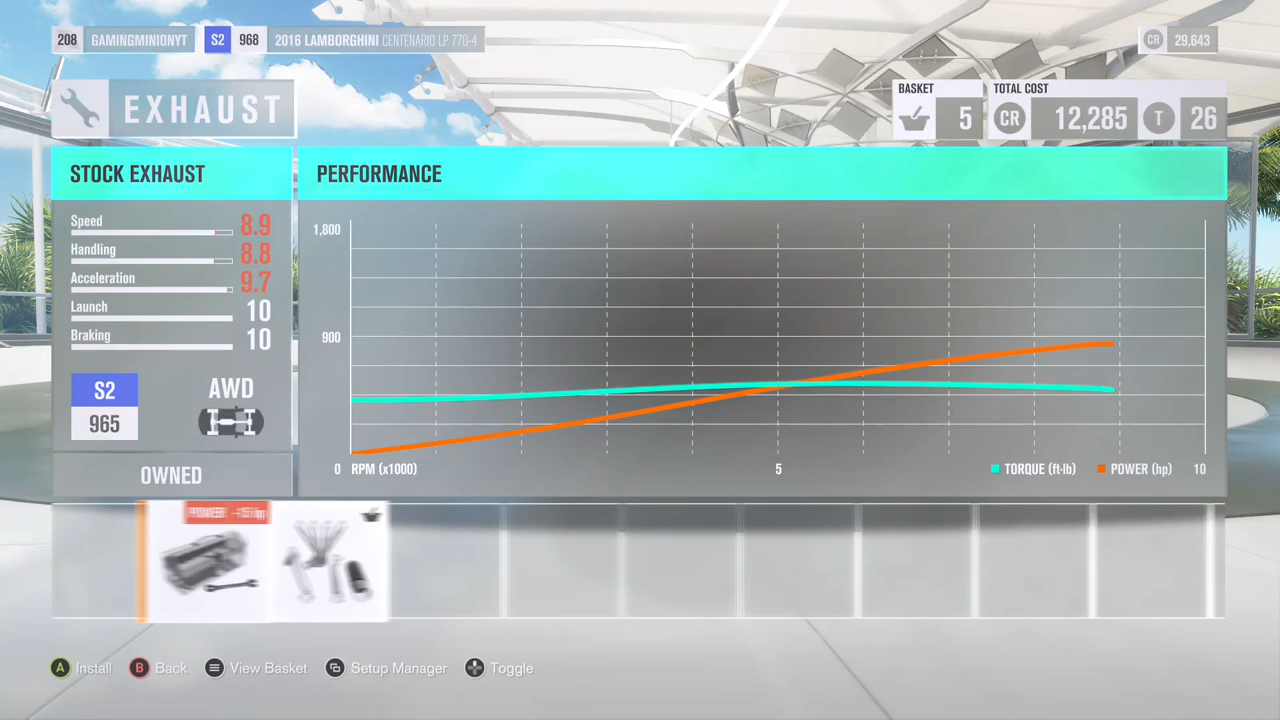 208 GAMINGMINIONYT S2 968 2016 LAMBORGHINI CENTENARIO LP 770-4
CR 29,643
EXHAUST
BASKET
5
TOTAL COST
CR 12,285 T 26
STOCK EXHAUST
Speed 8.9
Handling 8.8
Acceleration 9.7
Launch 10
Braking 10
S2
965
AWD
OWNED
PERFORMANCE
1,800
900
0 RPM (x1000) 5 TORQUE (ft-lb) POWER (hp) 10
POWER
A Install B Back View Basket Setup Manager Toggle